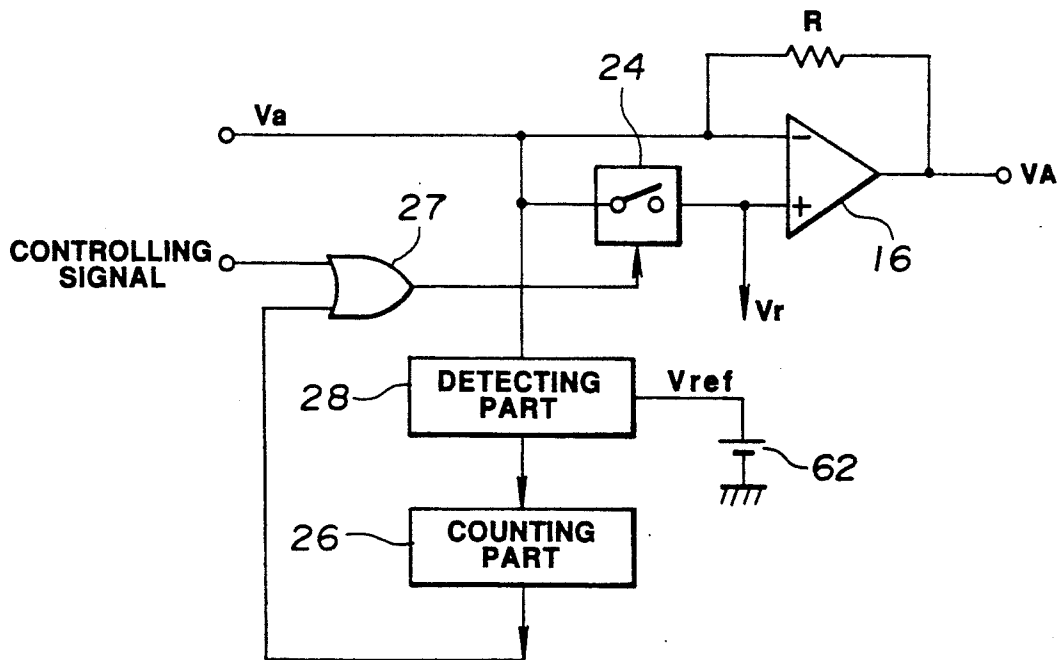 R
24
Va
VA
27
CONTROLLING
SIGNAL
16
Vr
28
DETECTING
PART
Vref
62
26
COUNTING
PART